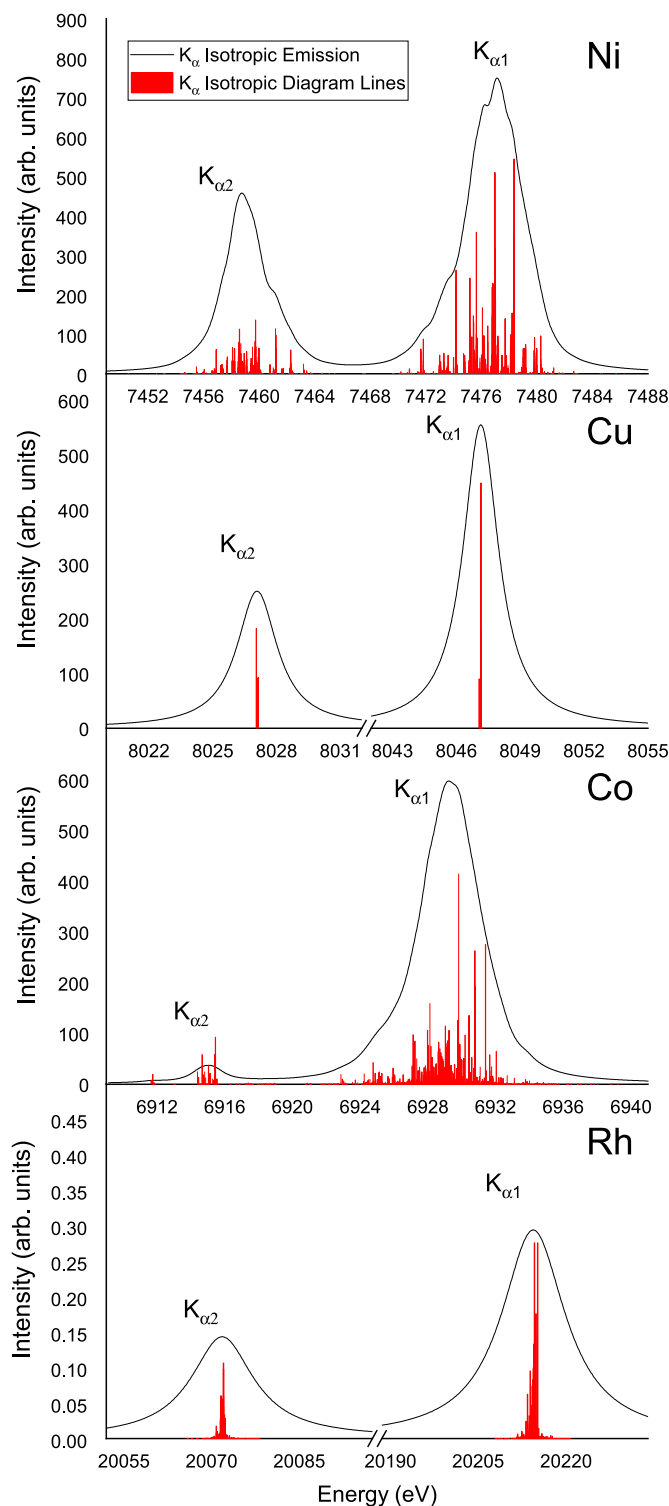 900
800
700
600
500
400
300
200
100
0
Intensity (arb. units)
Kα Isotropic Emission
Kα Isotropic Diagram Lines
Kα1
Ni
Kα2
7452 7456 7460 7464 7468 7472 7476 7480 7484 7488
600
500
400
300
200
100
0
Intensity (arb. units)
Kα1
Cu
Kα2
8022 8025 8028 8031 8043 8046 8049 8052 8055
600
500
400
300
200
100
0
Intensity (arb. units)
Kα1
Co
Kα2
6912 6916 6920 6924 6928 6932 6936 6940
0.45
0.40
0.35
0.30
0.25
0.20
0.15
0.10
0.05
0.00
Intensity (arb. units)
Rh
Kα1
Kα2
20055 20070 20085 20190 20205 20220
Energy (eV)